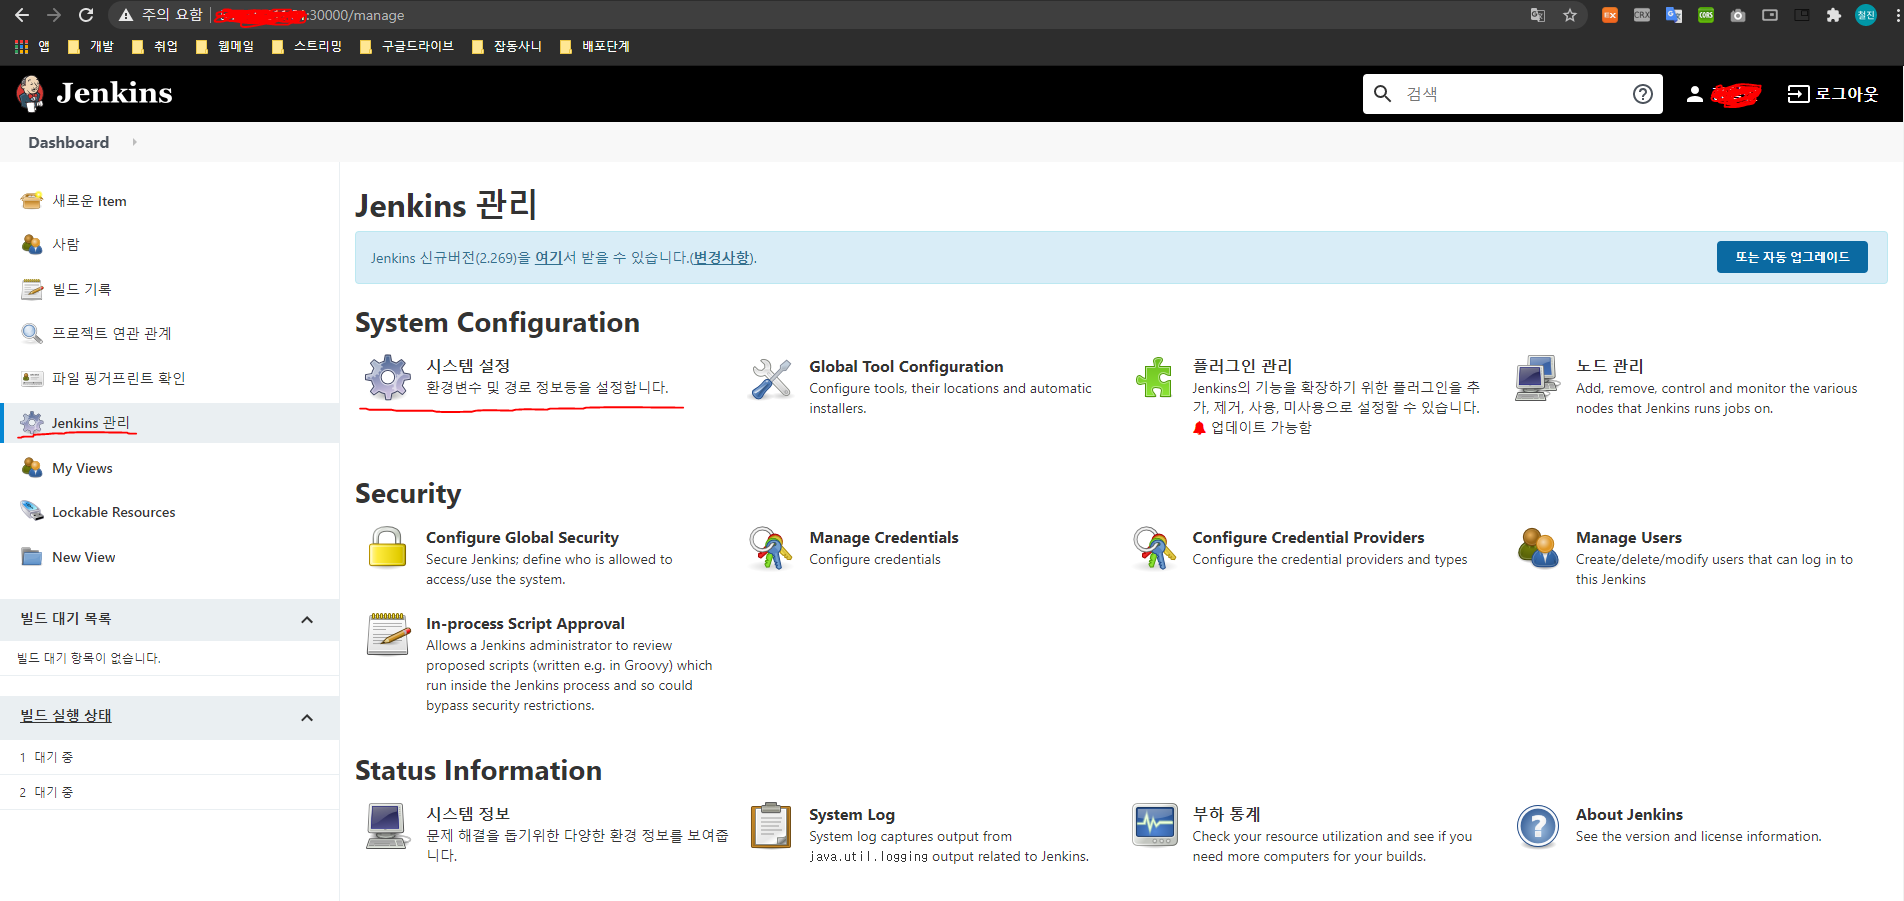 주의 요함 :30000/manage
앱 개발 취업 웹메일 스트리밍 구글드라이브 잡동사니 배포단계
Jenkins
검색
로그아웃
Dashboard
새로운 Item
사람
빌드 기록
프로젝트 연관 관계
파일 핑거프린트 확인
Jenkins 관리
My Views
Lockable Resources
New View
빌드 대기 목록
빌드 대기 항목이 없습니다.
빌드 실행 상태
1 대기 중
2 대기 중
Jenkins 관리
Jenkins 신규버전(2.269)을 여기서 받을 수 있습니다.(변경사항).
또는 자동 업그레이드
System Configuration
시스템 설정
환경변수 및 경로 정보등을 설정합니다.
Global Tool Configuration
Configure tools, their locations and automatic
installers.
플러그인 관리
Jenkins의 기능을 확장하기 위한 플러그인을 추
가, 제거, 사용, 미사용으로 설정할 수 있습니다.
업데이트 가능함
노드 관리
Add, remove, control and monitor the various
nodes that Jenkins runs jobs on.
Security
Configure Global Security
Secure Jenkins; define who is allowed to
access/use the system.
Manage Credentials
Configure credentials
Configure Credential Providers
Configure the credential providers and types
Manage Users
Create/delete/modify users that can log in to
this Jenkins
In-process Script Approval
Allows a Jenkins administrator to review
proposed scripts (written e.g. in Groovy) which
run inside the Jenkins process and so could
bypass security restrictions.
Status Information
시스템 정보
문제 해결을 돕기위한 다양한 환경 정보를 보여줍
니다.
System Log
System log captures output from
java.util.logging output related to Jenkins.
부하 통계
Check your resource utilization and see if you
need more computers for your builds.
About Jenkins
See the version and license information.